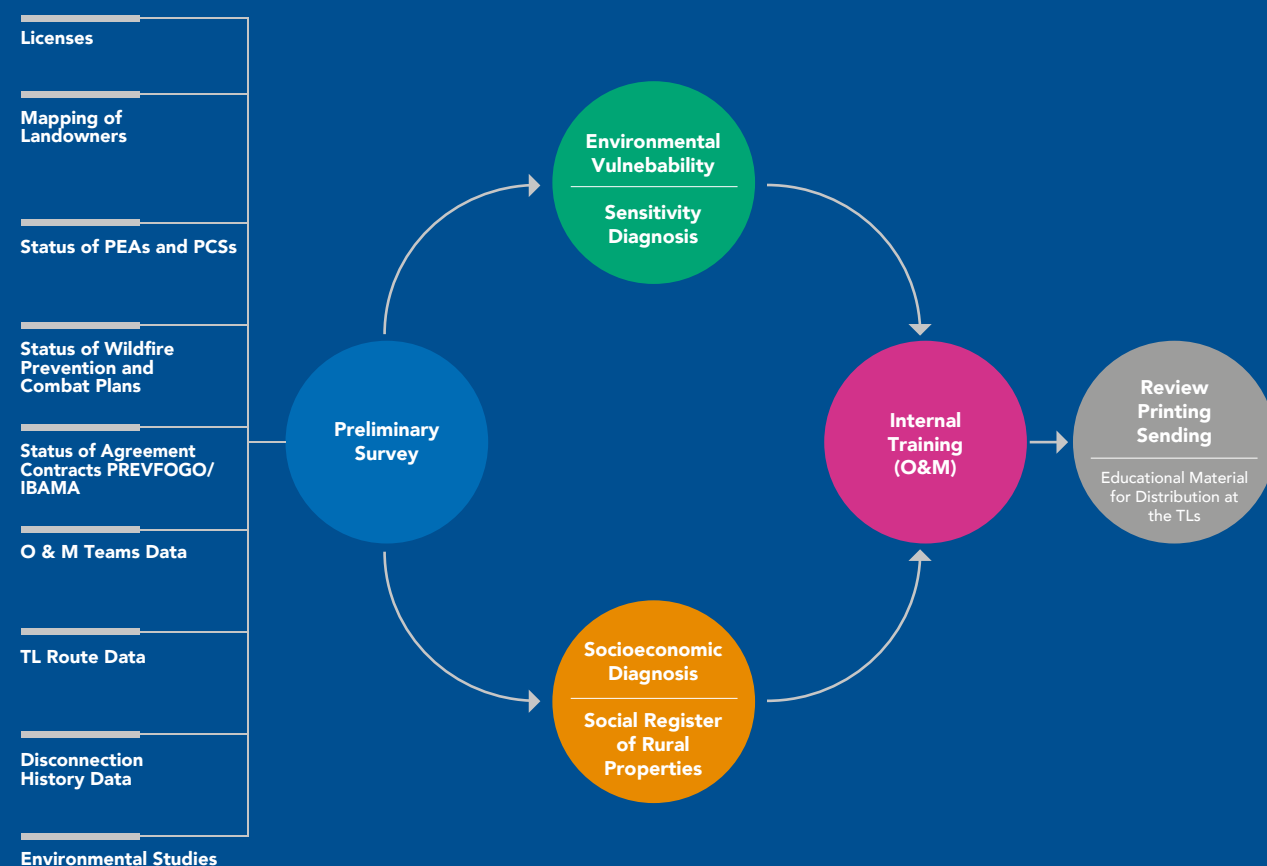 Licenses
Mapping of
Landowners
Status of PEAs and PCSs
Status of Wildfire
Prevention and
Combat Plans
Status of Agreement
Contracts PREVFOGO/
IBAMA
O & M Teams Data
TL Route Data
Disconnection
History Data
Environmental Studies
Preliminary
Survey
Environmental
Vulnebability
Sensitivity
Diagnosis
Socioeconomic
Diagnosis
Social Register
of Rural
Properties
Internal
Training
(O&M)
Review
Printing
Sending
Educational Material
for Distribution at
the TLs